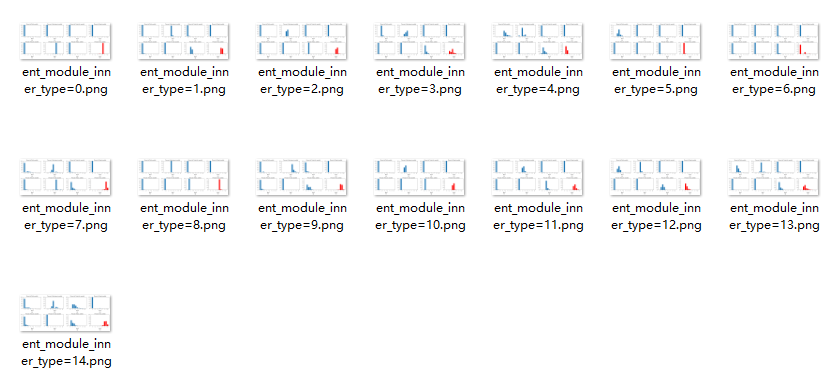 ent_module_inn
er_type=0.png
ent_module_inn
er_type=1.png
ent_module_inn
er_type=2.png
ent_module_inn
er_type=3.png
ent_module_inn
er_type=4.png
ent_module_inn
er_type=5.png
ent_module_inn
er_type=6.png
ent_module_inn
er_type=7.png
ent_module_inn
er_type=8.png
ent_module_inn
er_type=9.png
ent_module_inn
er_type=10.png
ent_module_inn
er_type=11.png
ent_module_inn
er_type=12.png
ent_module_inn
er_type=13.png
ent_module_inn
er_type=14.png